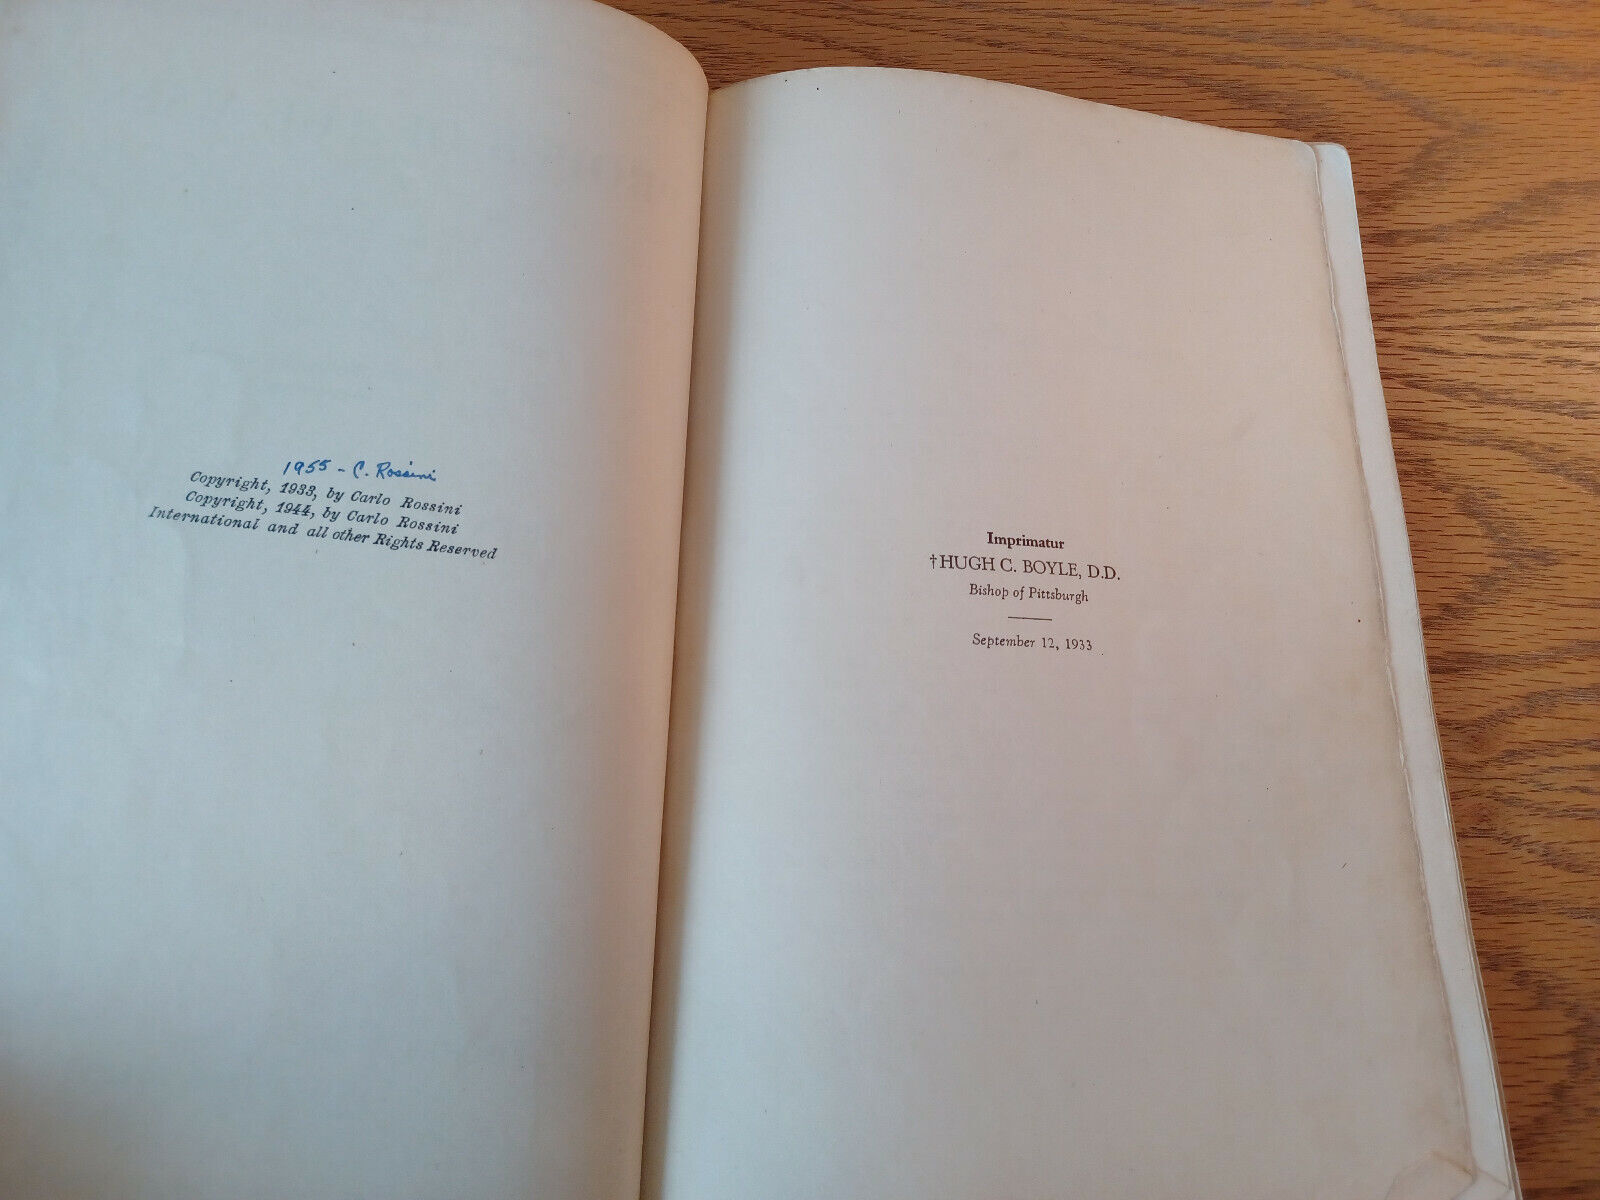 1955 - C. Rossini
Copyright, 1933, by Carlo Rossini
Copyright, 1944, by Carlo Rossini
International and all other Rights Reserved
Imprimatur
†HUGH C. BOYLE, D.D.
Bishop of Pittsburgh
September 12, 1933